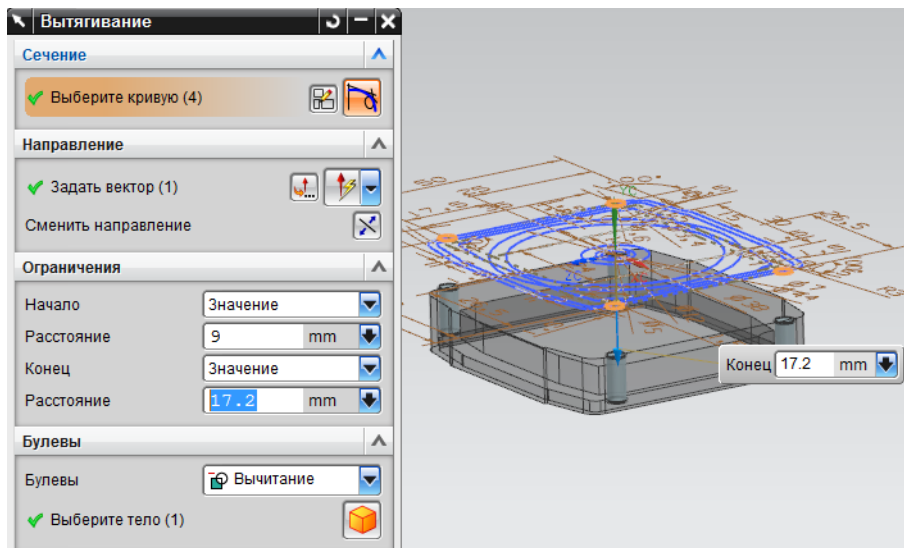 Вытягивание
Сечение
Выберите кривую (4)
Направление
Задать вектор (1)
Сменить направление
Ограничения
Начало Значение
Расстояние 9 mm
Конец Значение
Расстояние 17.2 mm
Булевы
Булевы Вычитание
Выберите тело (1)
Конец 17.2 mm